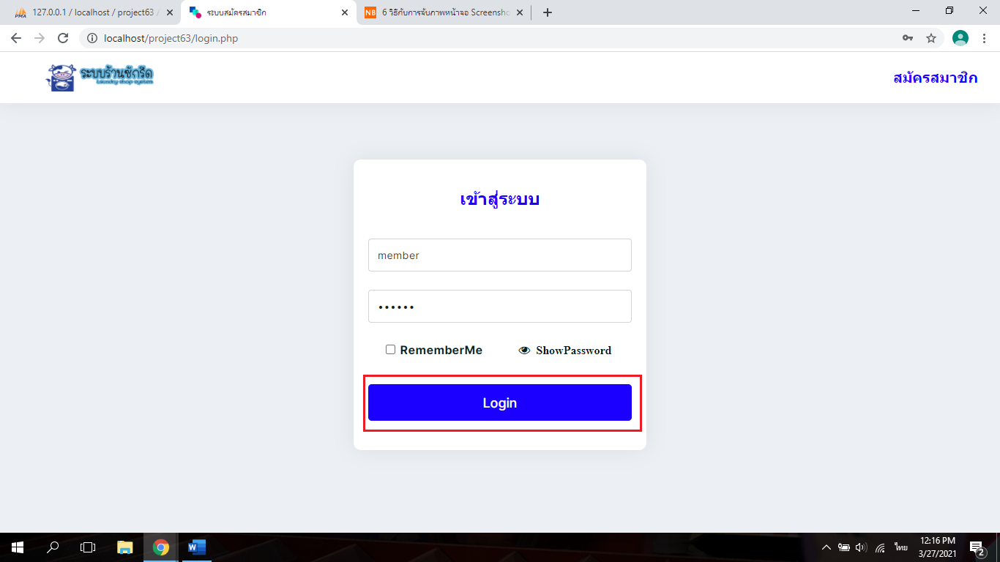 127.0.0.1 / localhost / project63 /
ระบบสมัครสมาชิก
6 วิธีกับการจับภาพหน้าจอ Screensho
localhost/project63/login.php
ระบบร้านซักรีด
laundry shop system
สมัครสมาชิก
เข้าสู่ระบบ
member
••••••
RememberMe
ShowPassword
Login
ไทย
12:16 PM
3/27/2021
2